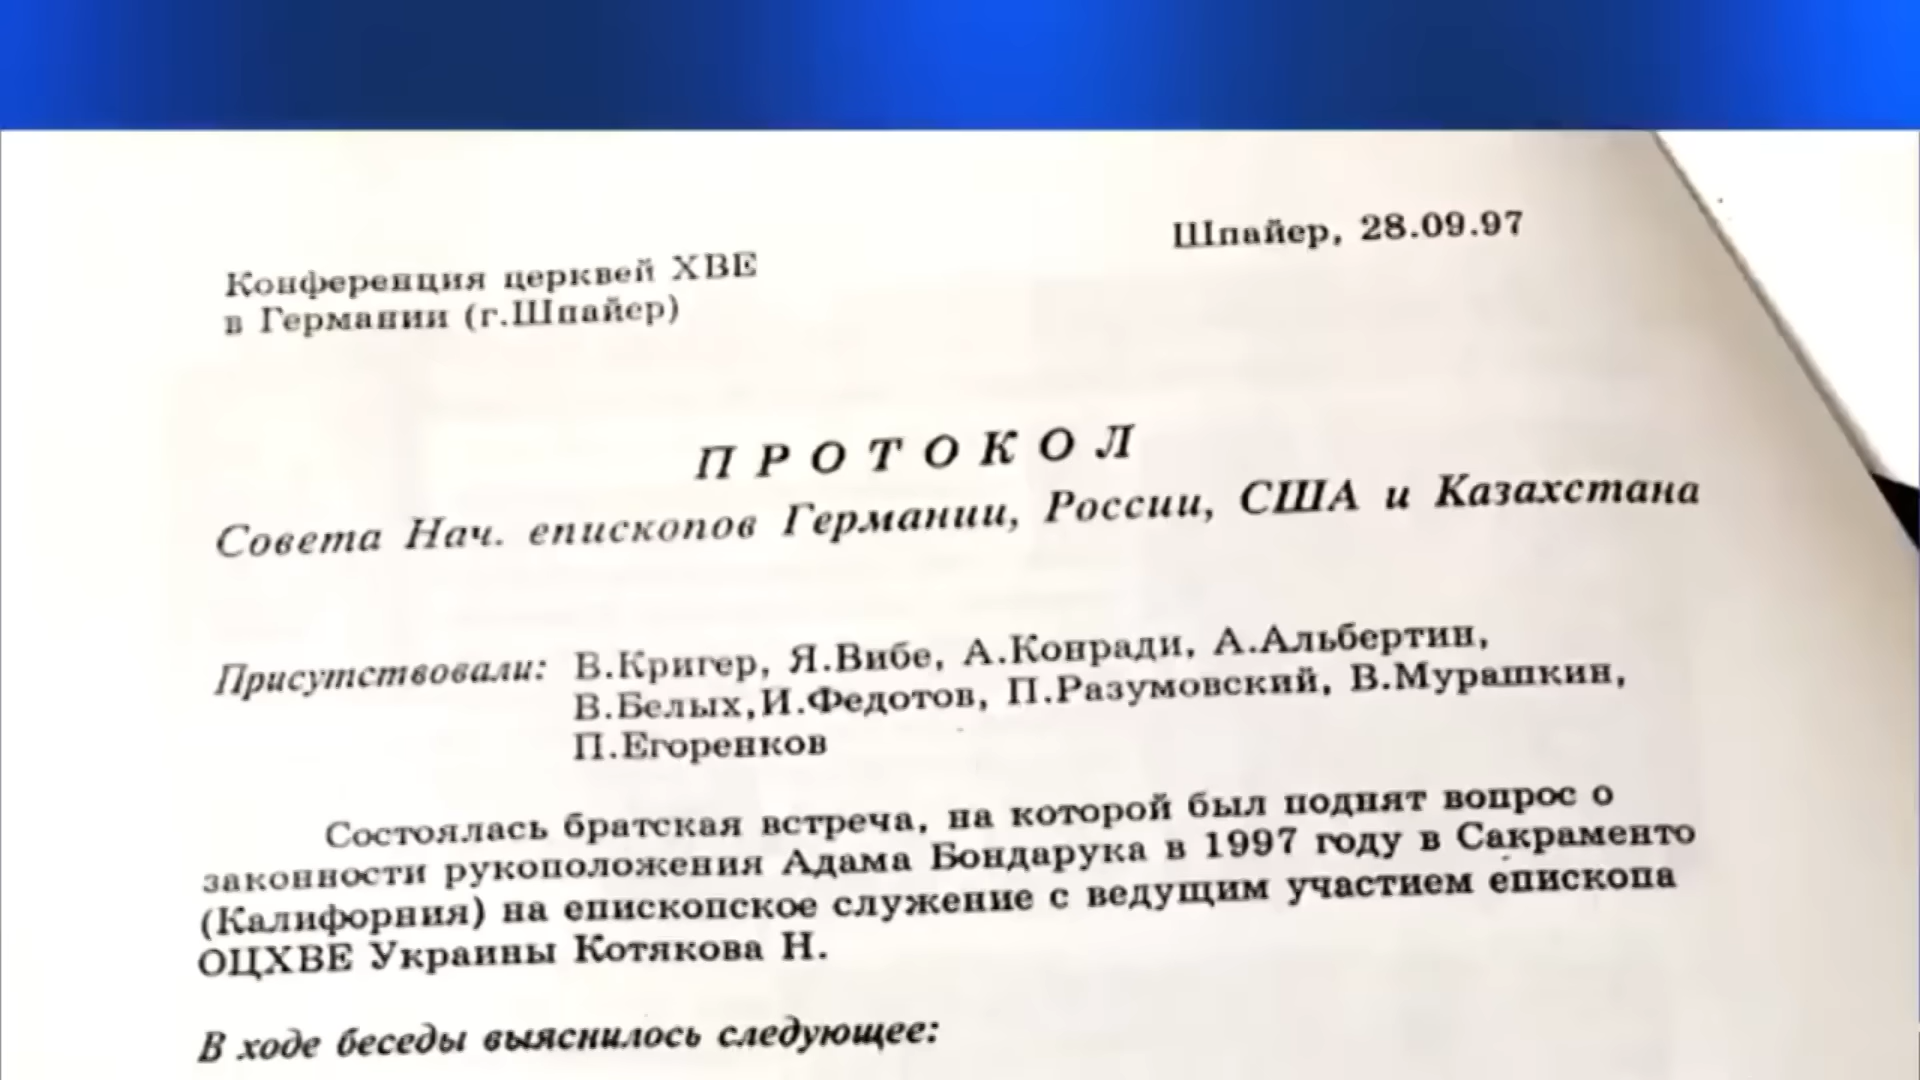 Шпайер, 28.09.97
Конференция церквей ХВЕ
в Германии (г.Шпайер)
П Р О Т О К О Л
Совета Нач. епископов Германии, России, США и Казахстана
Присутствовали: В.Кригер, Я.Вибе, А.Конради, А.Альбертин,
В.Белых,И.Федотов, П.Разумовский, В.Мурашкин,
П.Егоренков
Состоялась братская встреча, на которой был поднят вопрос о
законности рукоположения Адама Бондарука в 1997 году в Сакраменто
(Калифорния) на епископское служение с ведущим участием епископа
ОЦХВЕ Украины Котякова Н.
В ходе беседы выяснилось следующее: